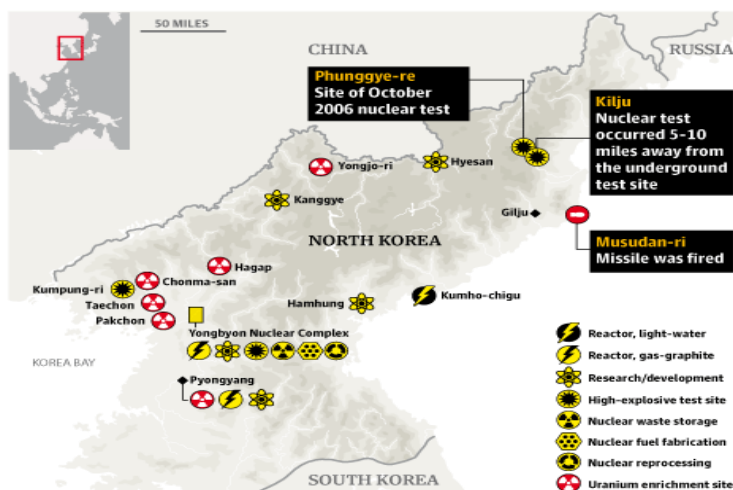 50 MILES
CHINA
RUSSIA
Phunggye-re
Site of October
2006 nuclear test
Kilju
Nuclear test
occurred 5-10
miles away from
the underground
test site
Yongjo-ri
Hyesan
Kanggye
Gilju
NORTH KOREA
Musudan-ri
Missile was fired
Hagap
Chonma-san
Kumpung-ri
Taechon
Pakchon
Hamhung
Kumho-chigu
Yongbyon Nuclear Complex
KOREA BAY
Pyongyang
Reactor, light-water
Reactor, gas-graphite
Research/development
High-explosive test site
Nuclear waste storage
Nuclear fuel fabrication
Nuclear reprocessing
Uranium enrichment site
SOUTH KOREA